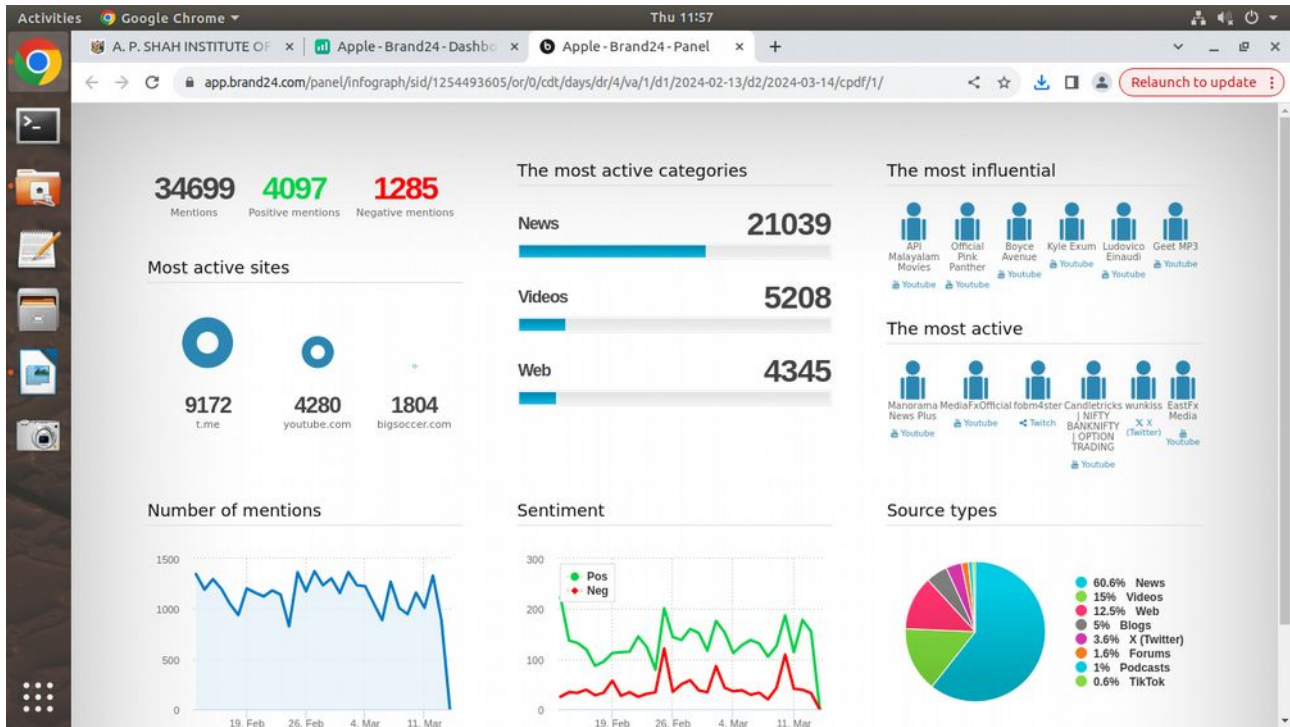 Activities
Google Chrome
Thu 11:57
A. P. SHAH INSTITUTE OF
Apple - Brand24 - Dashbo
Apple - Brand24 - Panel
app.brand24.com/panel/infograph/sid/1254493605/or/0/cdt/days/dr/4/va/1/d1/2024-02-13/d2/2024-03-14/cpdf/1/
Relaunch to update
34699
Mentions
4097
Positive mentions
1285
Negative mentions
Most active sites
9172
t.me
4280
youtube.com
1804
bigsoccer.com
The most active categories
News 21039
Videos 5208
Web 4345
The most influential
API
Malayalam
Movies
Youtube
Official
Pink
Panther
Youtube
Boyce
Avenue
Youtube
Kyle Exum
Youtube
Ludovico
Einaudi
Youtube
Geet MP3
Youtube
The most active
Manorama
News Plus
Youtube
MediaFxOfficial
Youtube
fobm4ster
Twitch
Candletricks
| NIFTY
BANKNIFTY
| OPTION
TRADING
Youtube
wunkiss
X X
(Twitter)
EastFx
Media
Youtube
Number of mentions
1500
1000
500
0
19. Feb 26. Feb 4. Mar 11. Mar
Sentiment
300
200
100
0
Pos
Neg
19. Feb 26. Feb 4. Mar 11. Mar
Source types
60.6% News
15% Videos
12.5% Web
5% Blogs
3.6% X (Twitter)
1.6% Forums
1% Podcasts
0.6% TikTok